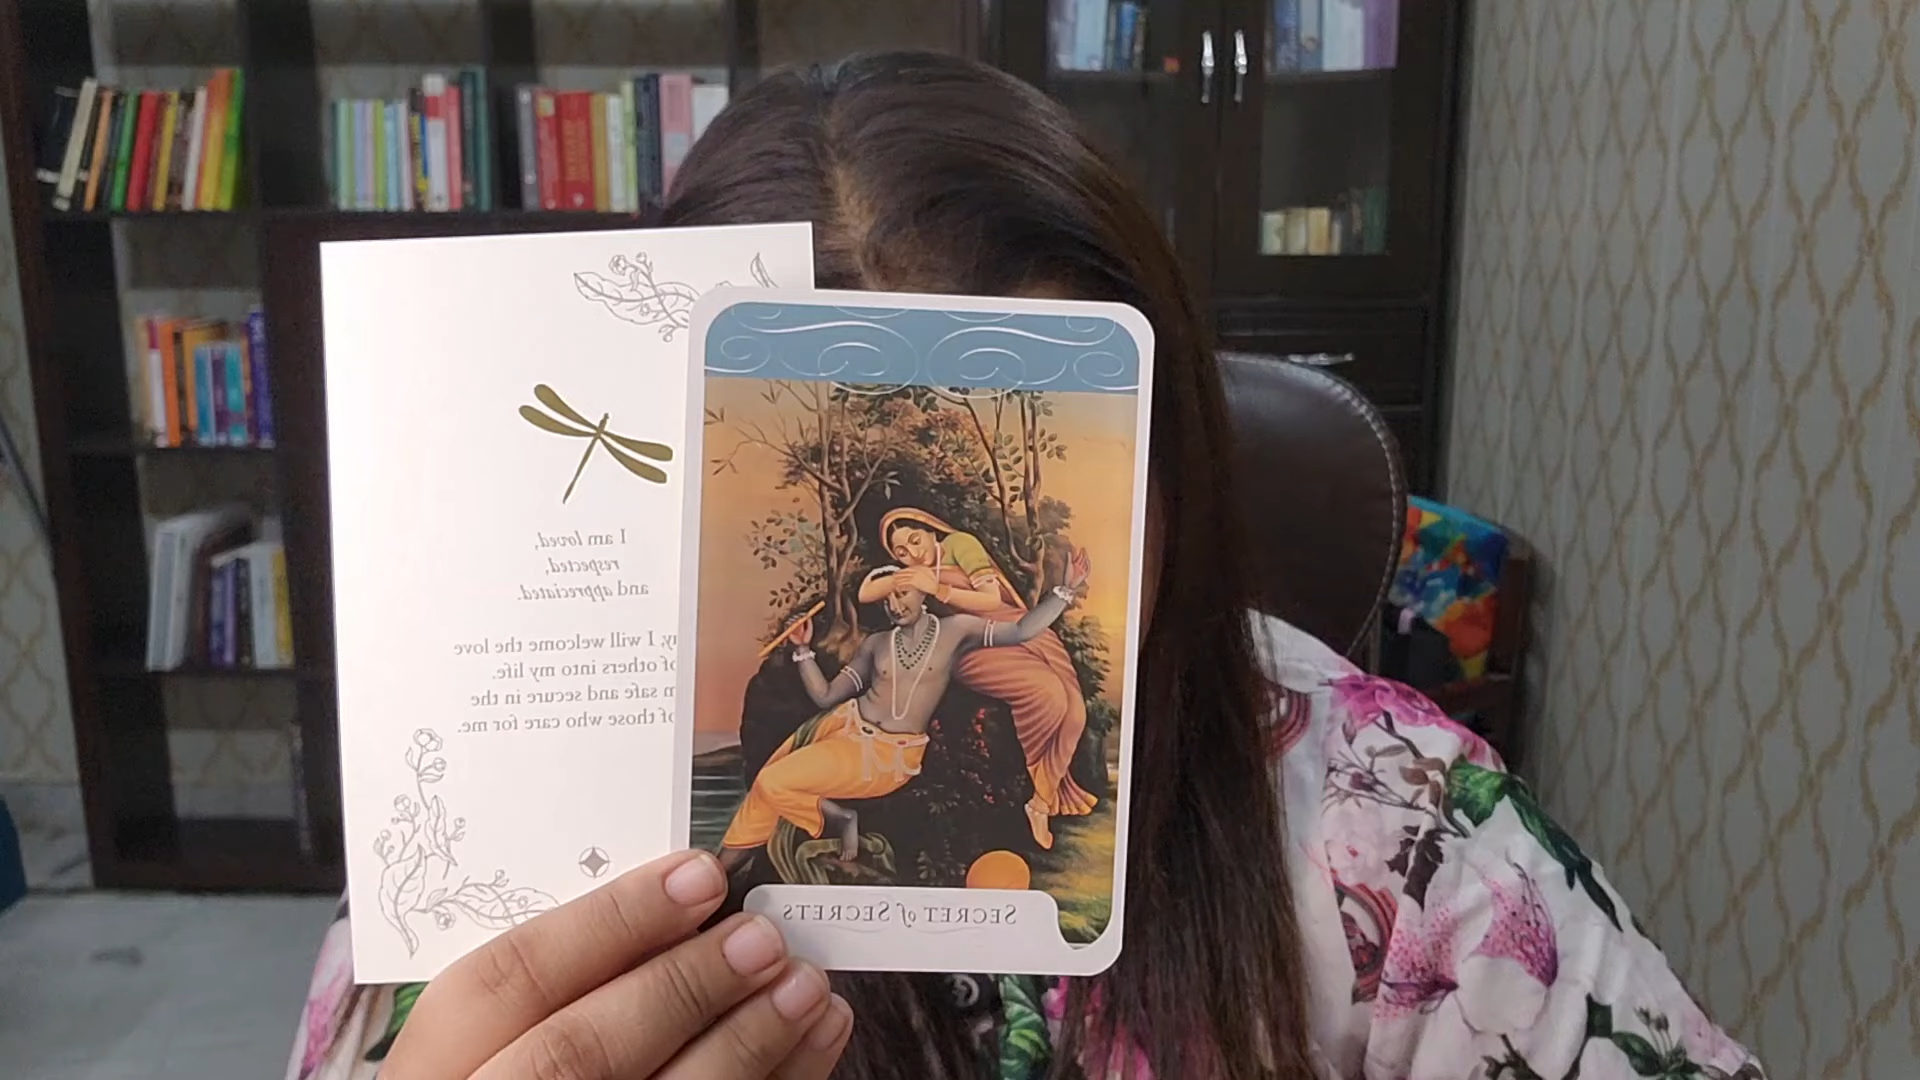 I am loved,
respected,
and appreciated.
y, I will welcome the love
of others into my life.
m safe and secure in the
of those who care for me.
SECRET of SECRETS